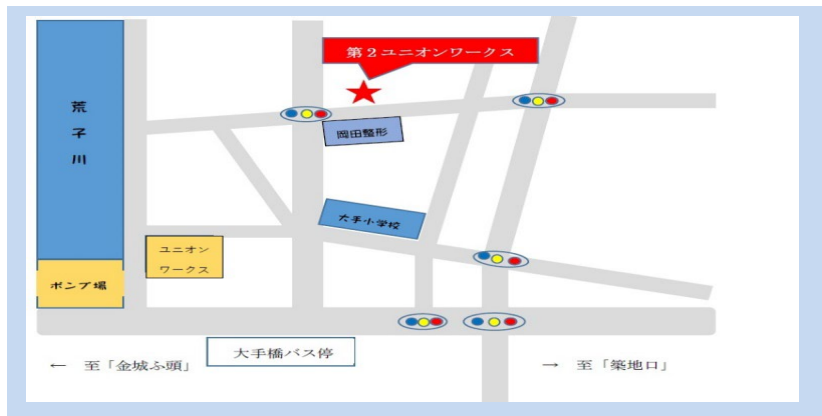 第２ユニオンワークス
荒子川
岡田整形
大手小学校
ユニオン
ワークス
ポンプ場
大手橋バス停
← 至「金城ふ頭」
→ 至「築地口」